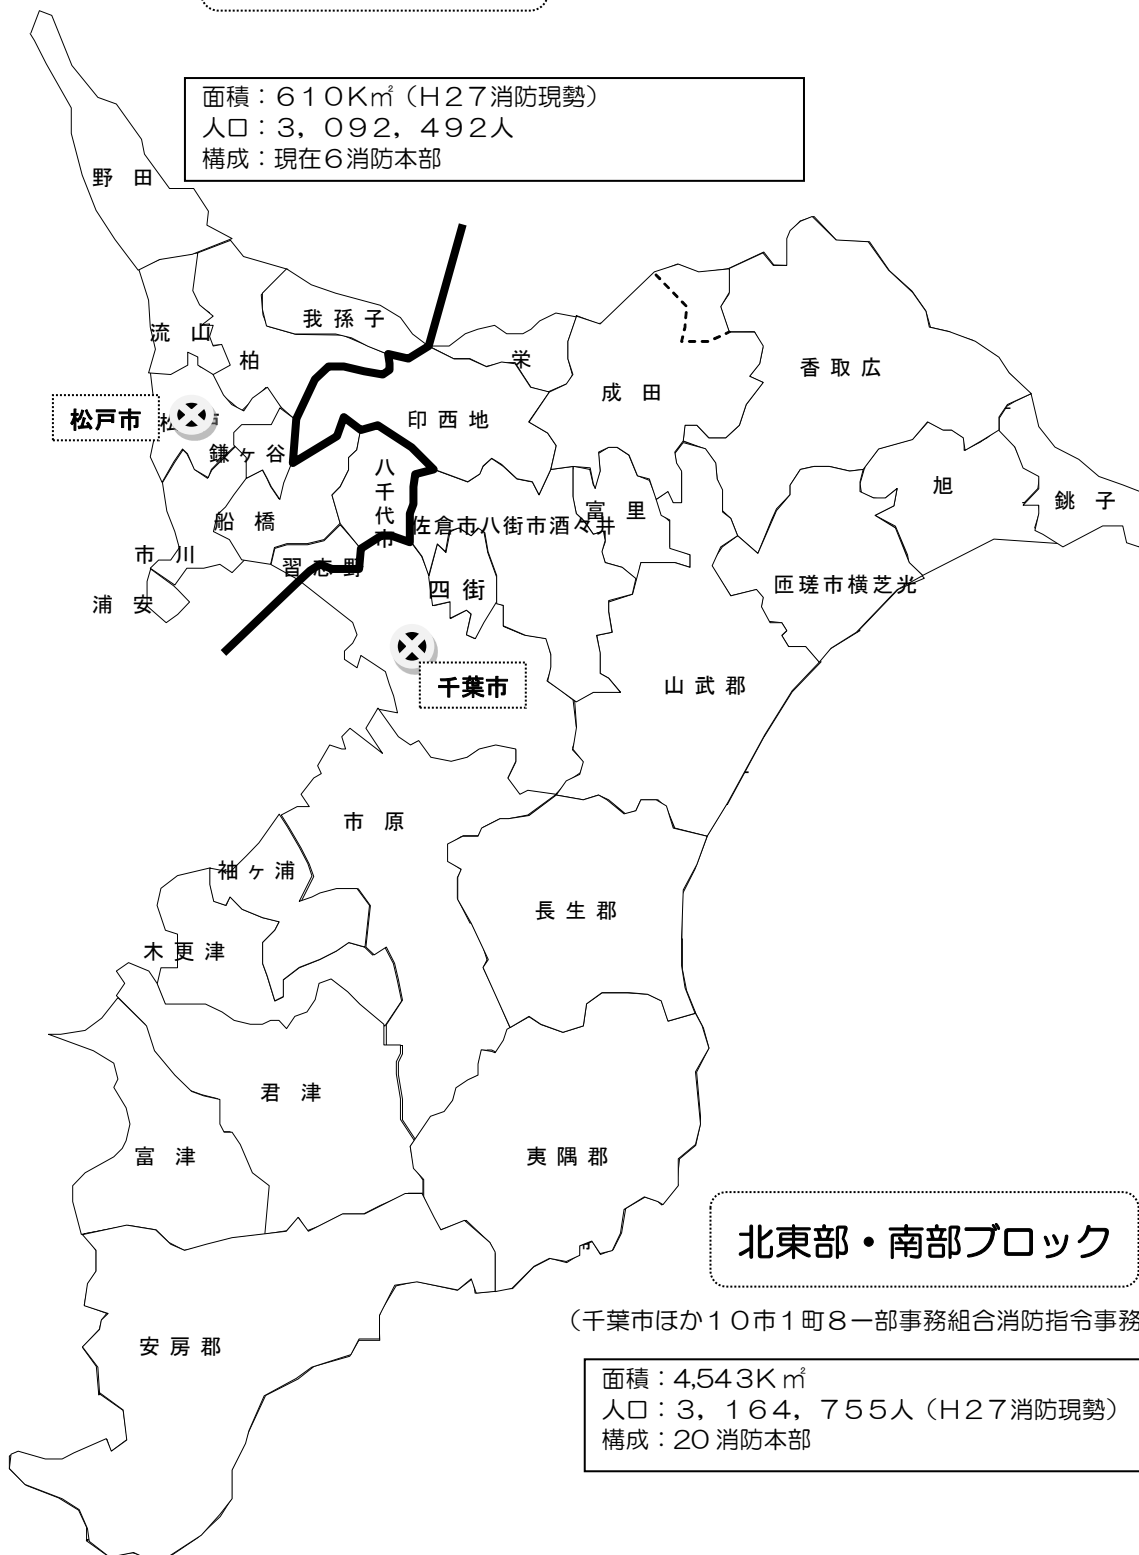 面積：６１０Ｋ㎡（Ｈ２７消防現勢）
人口：３，０９２，４９２人
構成：現在６消防本部
野　田
流　山
我 孫 子
柏
栄
成　田
香 取 広
松戸市
印 西 地
鎌ヶ谷
八千代市
旭
銚　子
船　橋
佐倉市八街市酒々井
富　里
市　川
習 志 野
四 街
匝瑳市横芝光
浦　安
千葉市
山 武 郡
市　原
袖ヶ浦
長 生 郡
木 更 津
君　津
富　津
夷 隅 郡
北東部・南部ブロック
（千葉市ほか１０市１町８一部事務組合消防指令事務
安 房 郡
面積：4,543Ｋ㎡
人口：３，１６４，７５５人（Ｈ２７消防現勢）
構成：20 消防本部